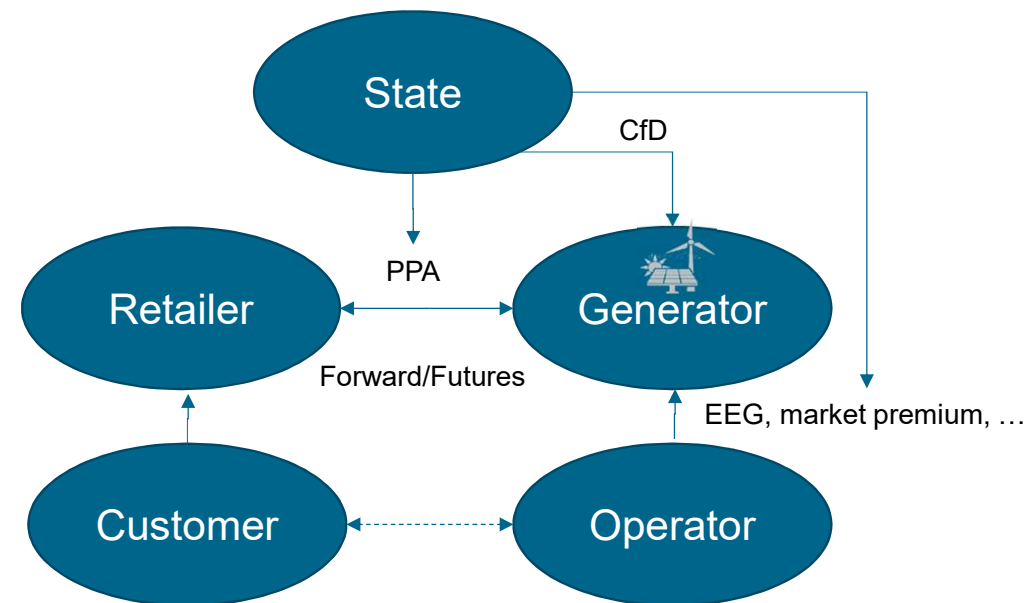 State
CfD
PPA
Retailer
Generator
Forward/Futures
EEG, market premium, …
Customer
Operator